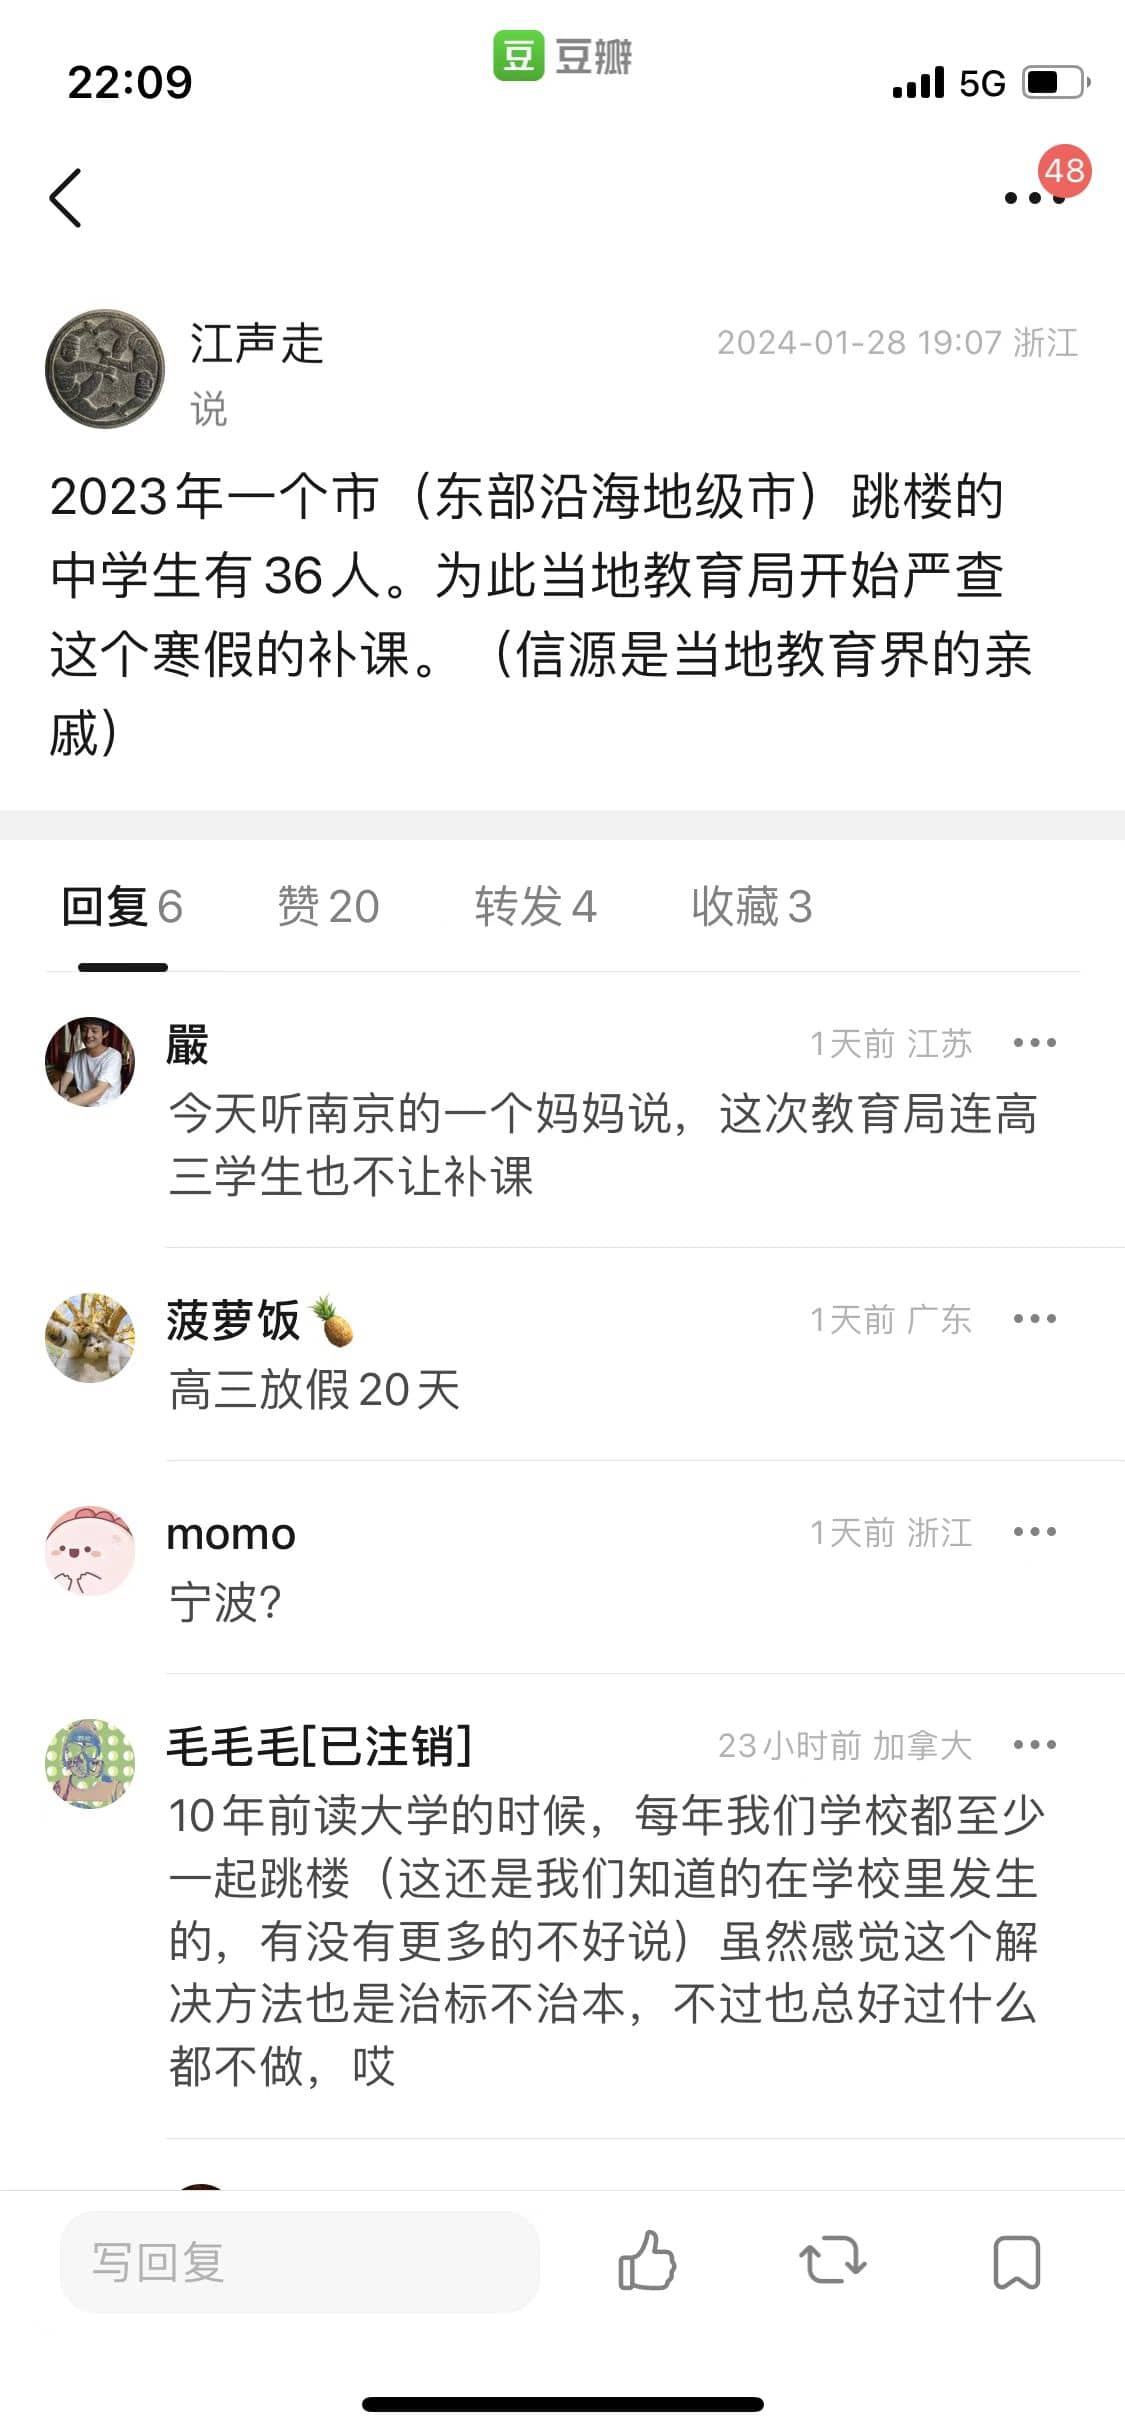 22:09
豆 豆瓣
5G
48
江声走
2024-01-28 19:07 浙江
说
2023年一个市（东部沿海地级市）跳楼的
中学生有36人。为此当地教育局开始严查
这个寒假的补课。（信源是当地教育界的亲
戚）
回复 6 赞 20 转发 4 收藏 3
嚴
1天前 江苏
今天听南京的一个妈妈说，这次教育局连高
三学生也不让补课
菠萝饭🍍
1天前 广东
高三放假20天
momo
1天前 浙江
宁波?
毛毛毛[已注销]
23小时前 加拿大
10年前读大学的时候，每年我们学校都至少
一起跳楼（这还是我们知道的在学校里发生
的，有没有更多的不好说）虽然感觉这个解
决方法也是治标不治本，不过也总好过什么
都不做，哎
写回复